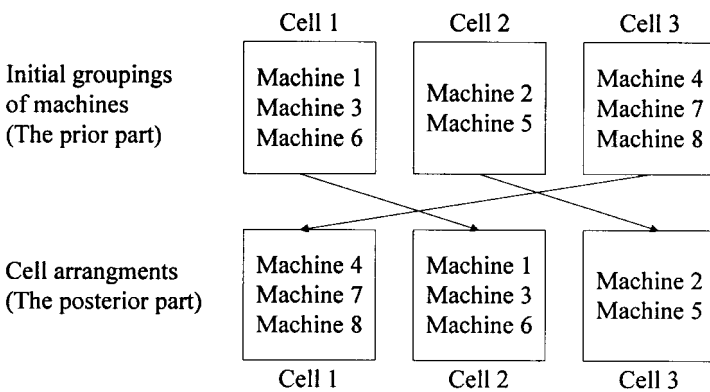 Cell 1
Cell 2
Cell 3
Initial groupings
of machines
(The prior part)
Machine 1
Machine 3
Machine 6
Machine 2
Machine 5
Machine 4
Machine 7
Machine 8
Cell arrangments
(The posterior part)
Machine 4
Machine 7
Machine 8
Machine 1
Machine 3
Machine 6
Machine 2
Machine 5
Cell 1
Cell 2
Cell 3